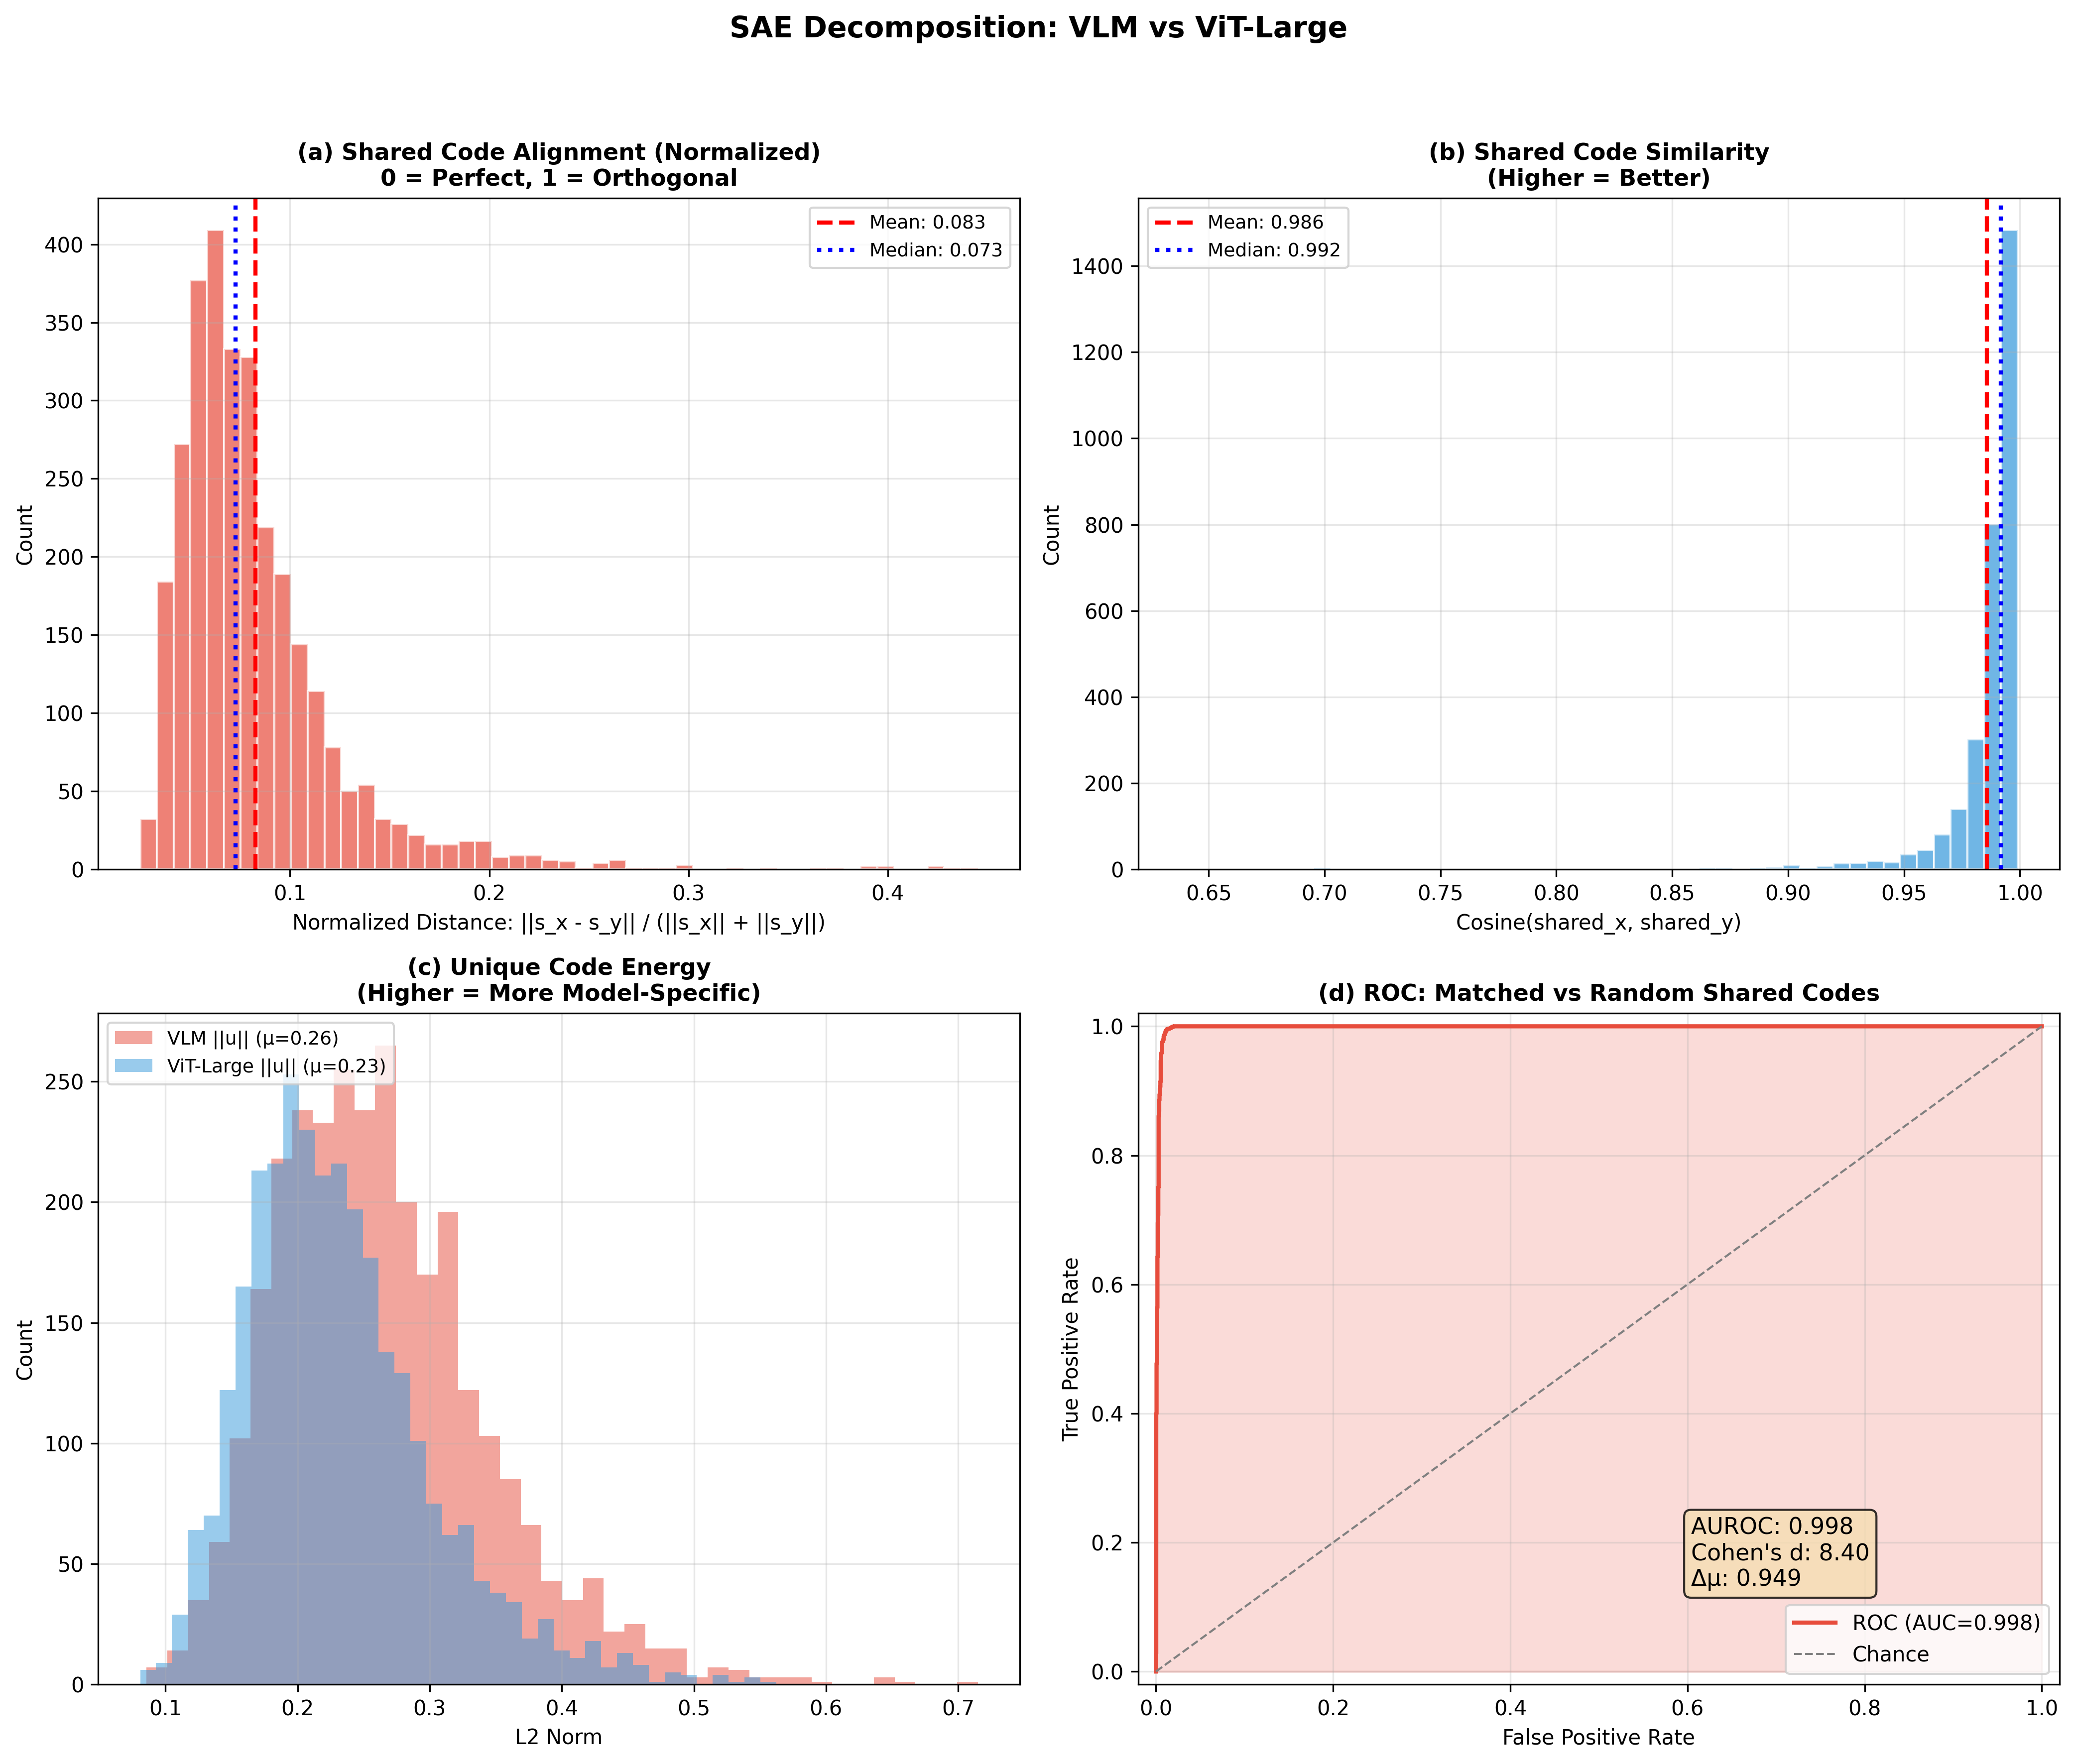 SAE Decomposition: VLM vs ViT-Large
(a) Shared Code Alignment (Normalized)
0 = Perfect, 1 = Orthogonal
Mean: 0.083
Median: 0.073
Count
400
350
300
250
200
150
100
50
0
0.1
0.2
0.3
0.4
Normalized Distance: ||s_x - s_y|| / (||s_x|| + ||s_y||)
(b) Shared Code Similarity
(Higher = Better)
Mean: 0.986
Median: 0.992
Count
1400
1200
1000
800
600
400
200
0
0.65
0.70
0.75
0.80
0.85
0.90
0.95
1.00
Cosine(shared_x, shared_y)
(c) Unique Code Energy
(Higher = More Model-Specific)
VLM ||u|| (μ=0.26)
ViT-Large ||u|| (μ=0.23)
Count
250
200
150
100
50
0
0.1
0.2
0.3
0.4
0.5
0.6
0.7
L2 Norm
(d) ROC: Matched vs Random Shared Codes
True Positive Rate
1.0
0.8
0.6
0.4
0.2
0.0
AUROC: 0.998
Cohen's d: 8.40
Δμ: 0.949
ROC (AUC=0.998)
Chance
0.0
0.2
0.4
0.6
0.8
1.0
False Positive Rate